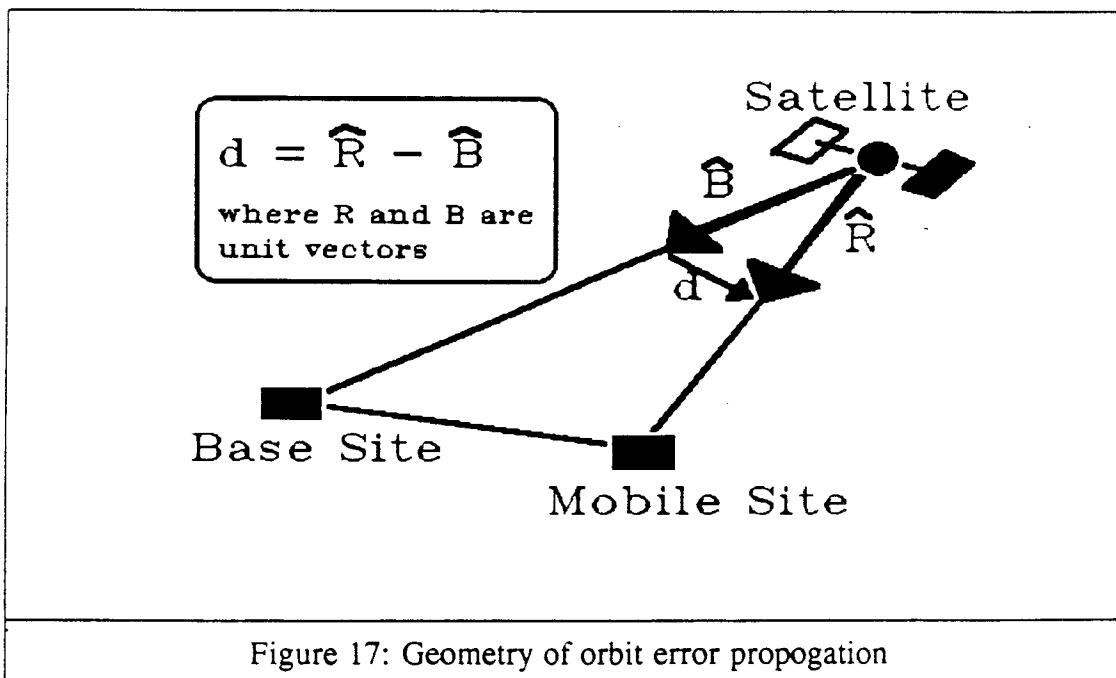 Satellite
d = R̂ - B̂
where R and B are
unit vectors
B̂
R̂
d
Base Site
Mobile Site
Figure 17: Geometry of orbit error propogation